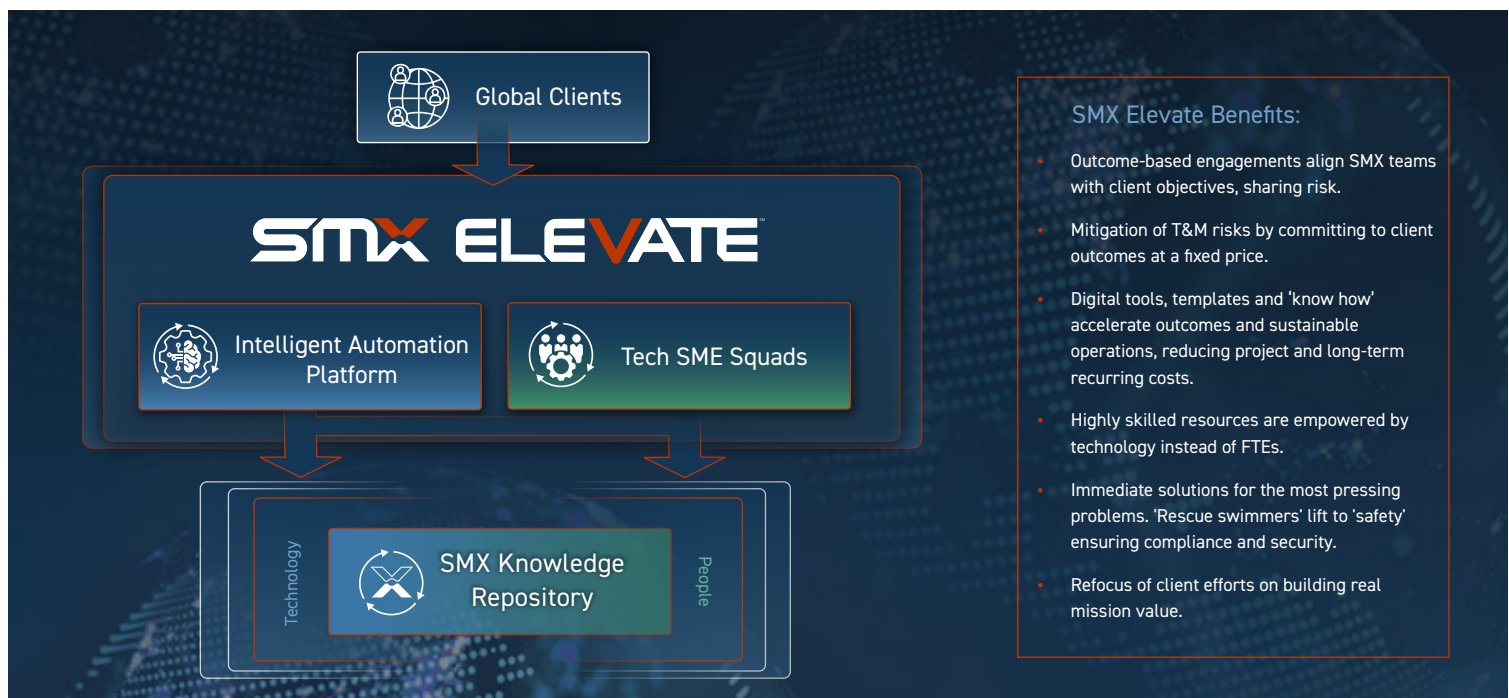 Global Clients
SMX ELEVATE™
Intelligent Automation
Platform
Tech SME Squads
Technology
SMX Knowledge
Repository
People
SMX Elevate Benefits:
• Outcome-based engagements align SMX teams
with client objectives, sharing risk.
• Mitigation of T&M risks by committing to client
outcomes at a fixed price.
• Digital tools, templates and ‘know how’
accelerate outcomes and sustainable
operations, reducing project and long-term
recurring costs.
• Highly skilled resources are empowered by
technology instead of FTEs.
• Immediate solutions for the most pressing
problems. 'Rescue swimmers' lift to 'safety'
ensuring compliance and security.
• Refocus of client efforts on building real
mission value.